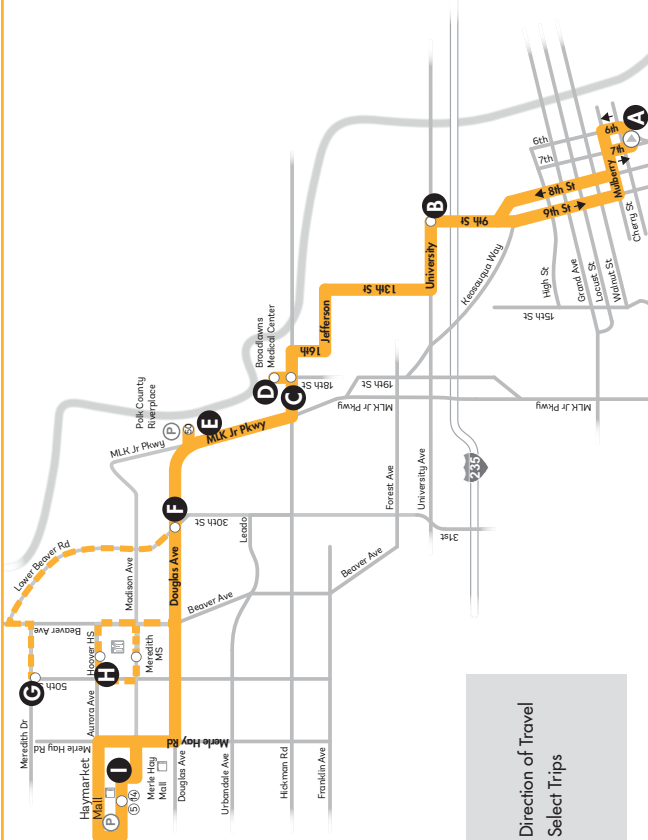 6th
7th
6th
A
7th
8th St
9th St
Mulberry
Cherry St
B
9th St
University
Keosauqua Way
High St
Grand Ave
Locust St
Walnut St
15th St
13th St
Jefferson
16th
Broadlawns
Medical Center
D
C
18th St
19th St
MLK Jr Pkwy
MLK Jr Pkwy
Polk County
Riverplace
P
60
E
MLK Jr Pkwy
MLK Jr Pkwy
Forest Ave
University Ave
235
31st
F
30th St
Leado
Douglas Ave
Lower Beaver Rd
Madison Ave
Beaver Ave
Beaver Ave
Beaver Ave
Hoover HS
Meredith
MS
H
G
50th St
Aurora Ave
Meredith Dr
Merle Hay Rd
Merle Hay Rd
Haymarket
Mall
I
P
5
14
Merle Hay
Mall
Douglas Ave
Urbandale Ave
Hickman Rd
Franklin Ave
Direction of Travel
Select Trips